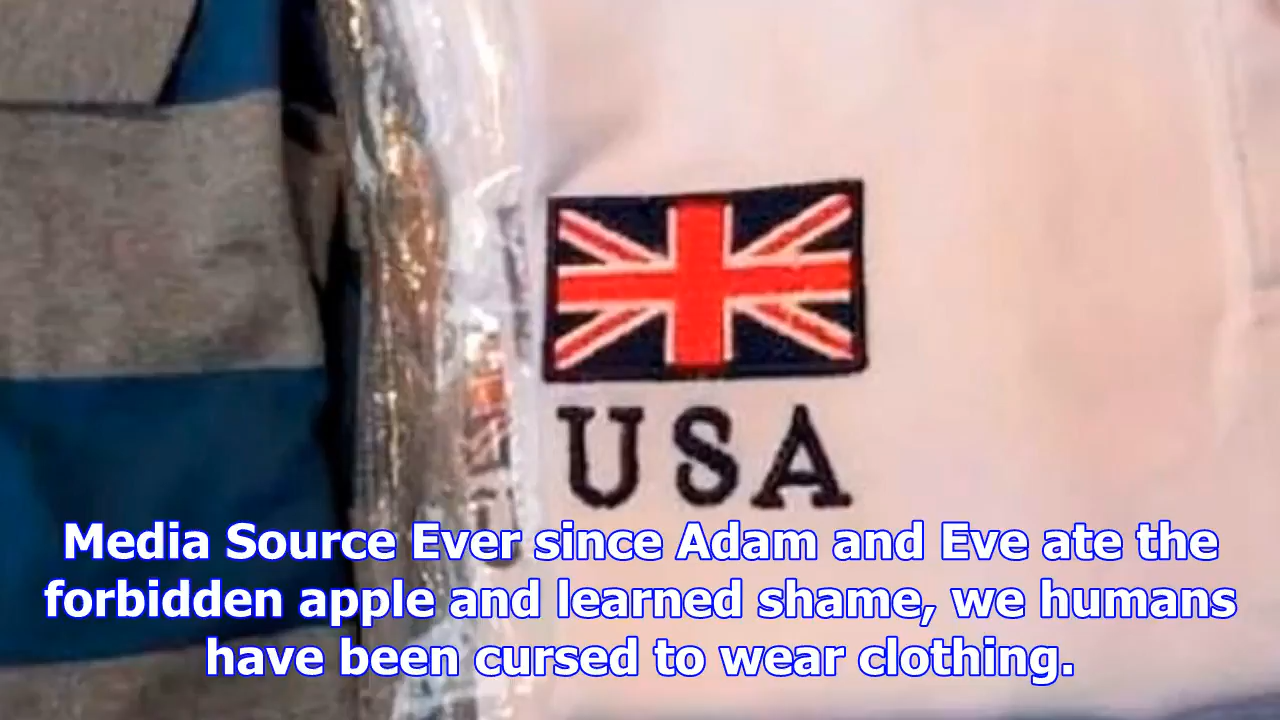 USA
Media Source Ever since Adam and Eve ate the
forbidden apple and learned shame, we humans
have been cursed to wear clothing.